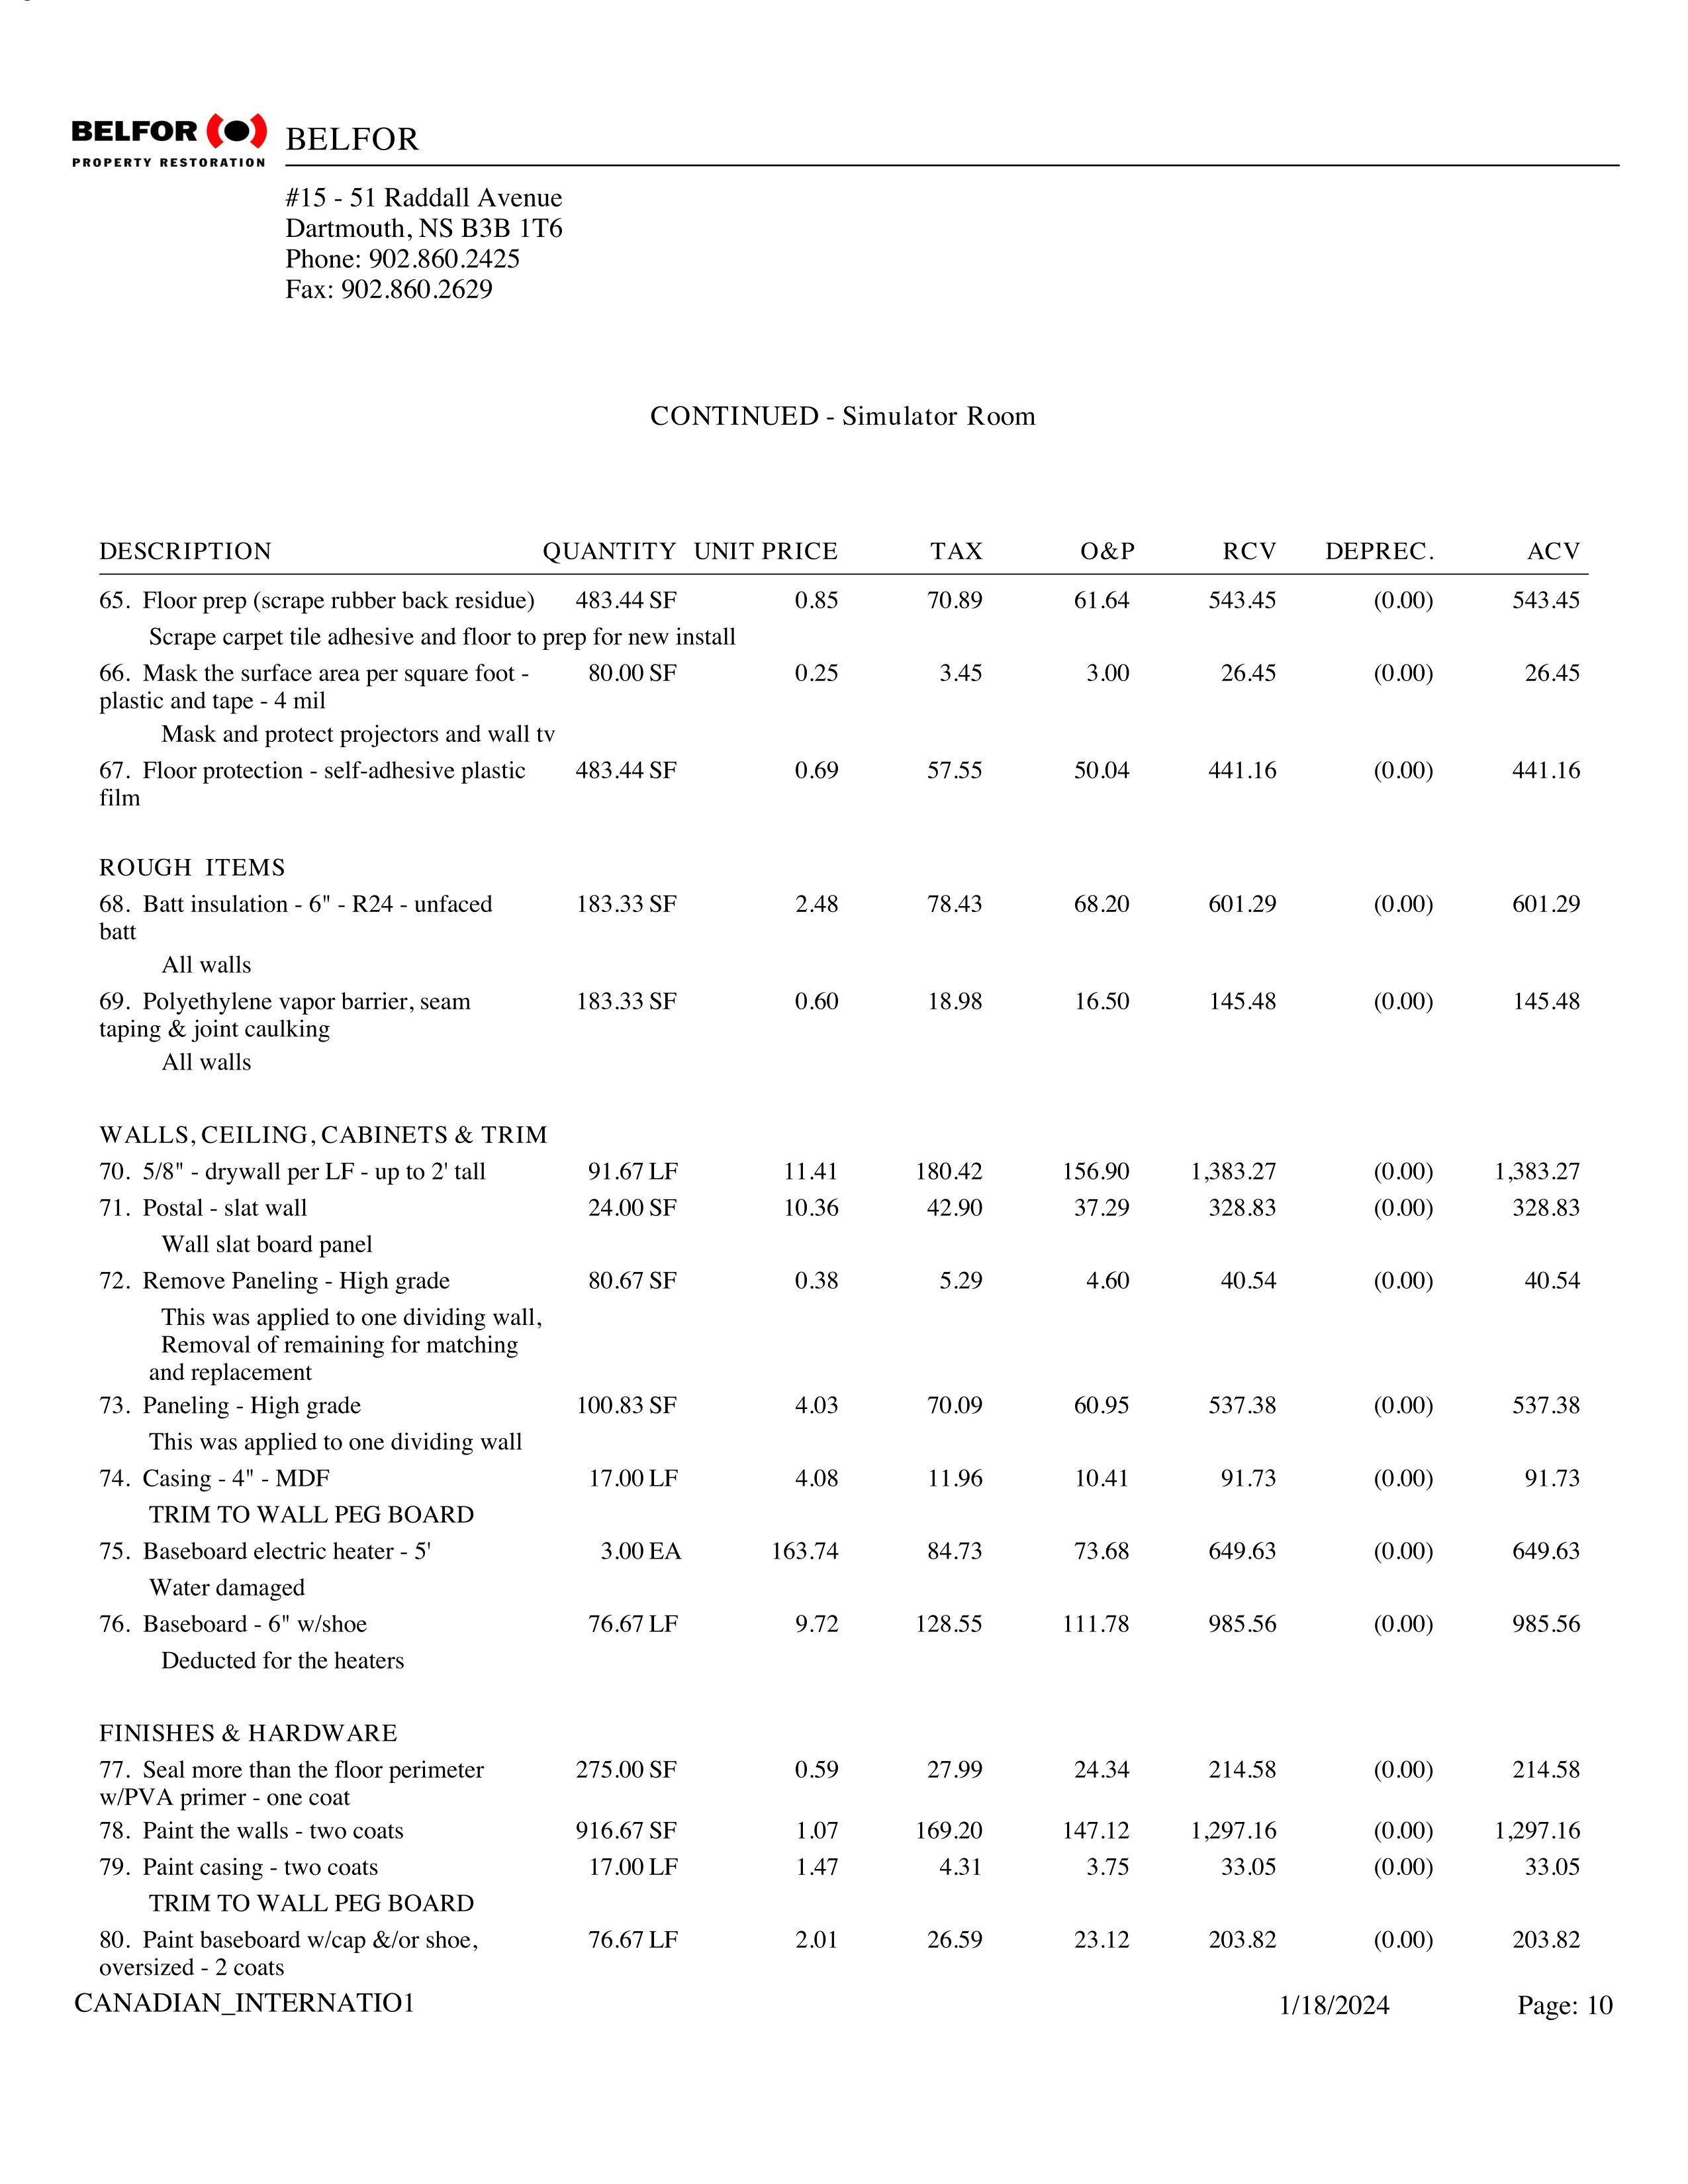 BELFOR
PROPERTY RESTORATION
BELFOR
#15 - 51 Raddall Avenue
Dartmouth, NS B3B 1T6
Phone: 902.860.2425
Fax: 902.860.2629
CONTINUED - Simulator Room
DESCRIPTION QUANTITY UNIT PRICE TAX O&P RCV DEPREC. ACV
65. Floor prep (scrape rubber back residue) 483.44 SF 0.85 70.89 61.64 543.45 (0.00) 543.45
Scrape carpet tile adhesive and floor to prep for new install
66. Mask the surface area per square foot - 80.00 SF 0.25 3.45 3.00 26.45 (0.00) 26.45
plastic and tape - 4 mil
Mask and protect projectors and wall tv
67. Floor protection - self-adhesive plastic 483.44 SF 0.69 57.55 50.04 441.16 (0.00) 441.16
film
ROUGH ITEMS
68. Batt insulation - 6" - R24 - unfaced 183.33 SF 2.48 78.43 68.20 601.29 (0.00) 601.29
batt
All walls
69. Polyethylene vapor barrier, seam 183.33 SF 0.60 18.98 16.50 145.48 (0.00) 145.48
taping & joint caulking
All walls
WALLS, CEILING, CABINETS & TRIM
70. 5/8" - drywall per LF - up to 2' tall 91.67 LF 11.41 180.42 156.90 1,383.27 (0.00) 1,383.27
71. Postal - slat wall 24.00 SF 10.36 42.90 37.29 328.83 (0.00) 328.83
Wall slat board panel
72. Remove Paneling - High grade 80.67 SF 0.38 5.29 4.60 40.54 (0.00) 40.54
This was applied to one dividing wall,
Removal of remaining for matching
and replacement
73. Paneling - High grade 100.83 SF 4.03 70.09 60.95 537.38 (0.00) 537.38
This was applied to one dividing wall
74. Casing - 4" - MDF 17.00 LF 4.08 11.96 10.41 91.73 (0.00) 91.73
TRIM TO WALL PEG BOARD
75. Baseboard electric heater - 5' 3.00 EA 163.74 84.73 73.68 649.63 (0.00) 649.63
Water damaged
76. Baseboard - 6" w/shoe 76.67 LF 9.72 128.55 111.78 985.56 (0.00) 985.56
Deducted for the heaters
FINISHES & HARDWARE
77. Seal more than the floor perimeter 275.00 SF 0.59 27.99 24.34 214.58 (0.00) 214.58
w/PVA primer - one coat
78. Paint the walls - two coats 916.67 SF 1.07 169.20 147.12 1,297.16 (0.00) 1,297.16
79. Paint casing - two coats 17.00 LF 1.47 4.31 3.75 33.05 (0.00) 33.05
TRIM TO WALL PEG BOARD
80. Paint baseboard w/cap &/or shoe, 76.67 LF 2.01 26.59 23.12 203.82 (0.00) 203.82
oversized - 2 coats
CANADIAN_INTERNATIO1 1/18/2024 Page: 10